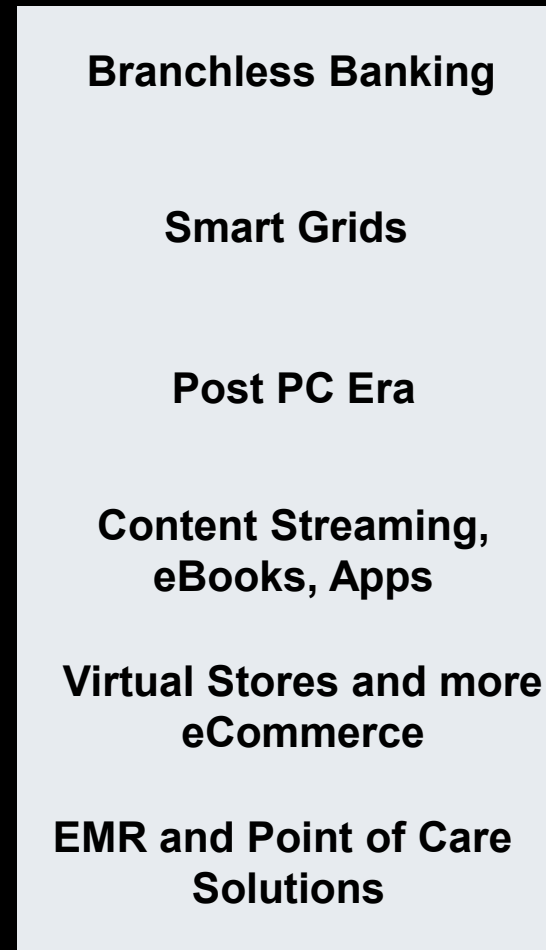 Branchless Banking
Smart Grids
Post PC Era
Content Streaming,
eBooks, Apps
Virtual Stores and more
eCommerce
EMR and Point of Care
Solutions